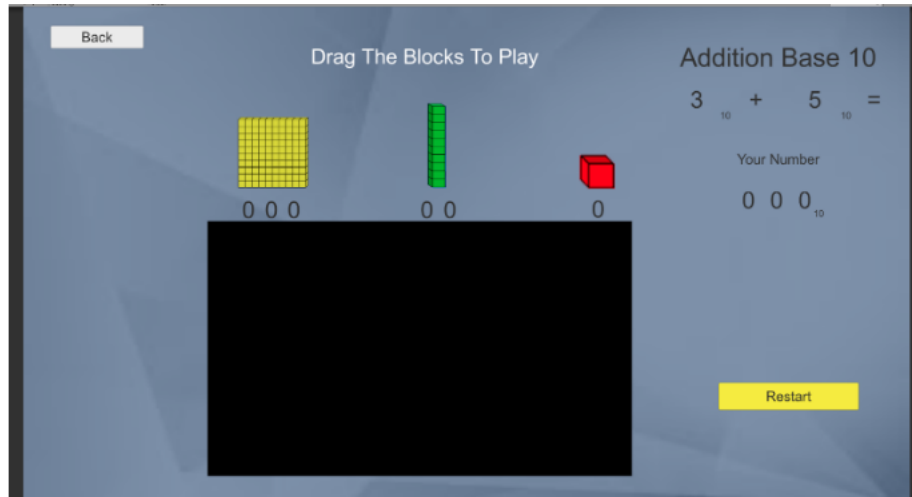 Back
Drag The Blocks To Play
Addition Base 10
3 10 + 5 10 =
Your Number
0 0 0 10
0 0 0
0 0
0
Restart